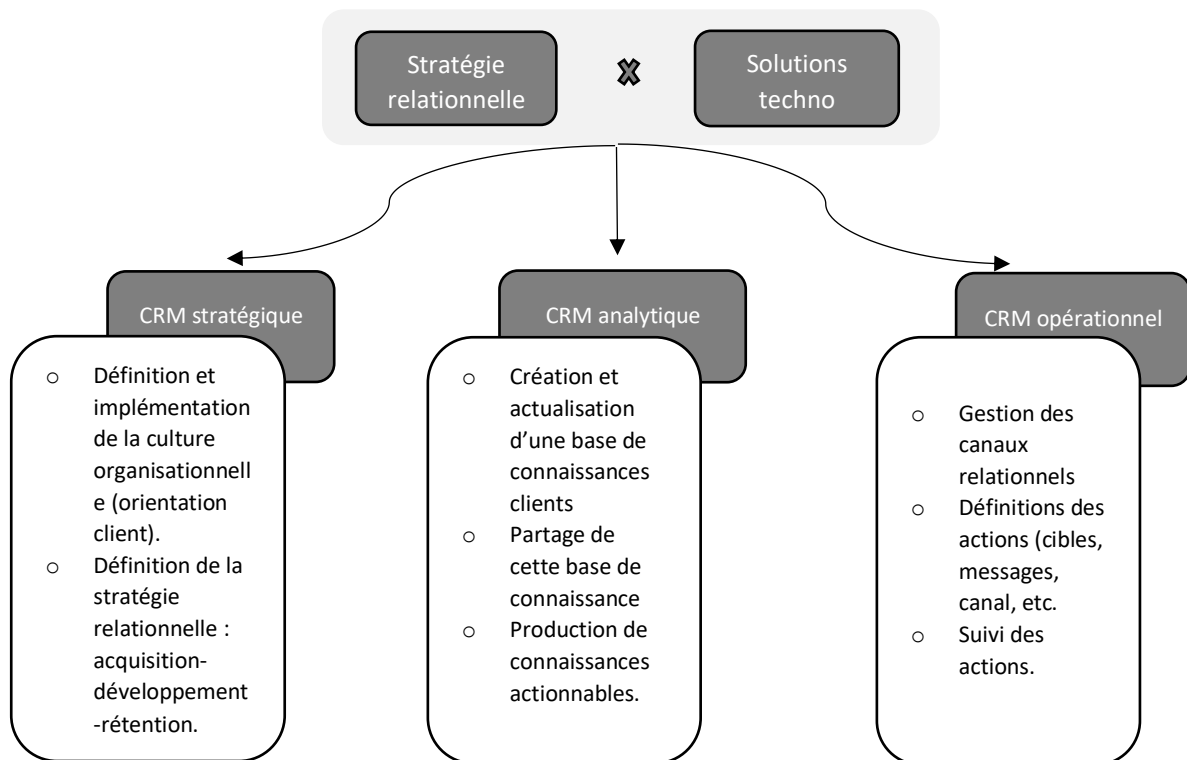 Stratégie
relationnelle
Solutions
techno
CRM stratégique
o Définition et
implémentation
de la culture
organisationnell
e (orientation
client).
o Définition de la
stratégie
relationnelle :
acquisition-
développement
-rétention.
CRM analytique
o Création et
actualisation
d’une base de
connaissances
clients
o Partage de
cette base de
connaissance
o Production de
connaissances
actionnables.
CRM opérationnel
o Gestion des
canaux
relationnels
o Définitions des
actions (cibles,
messages,
canal, etc.
o Suivi des
actions.